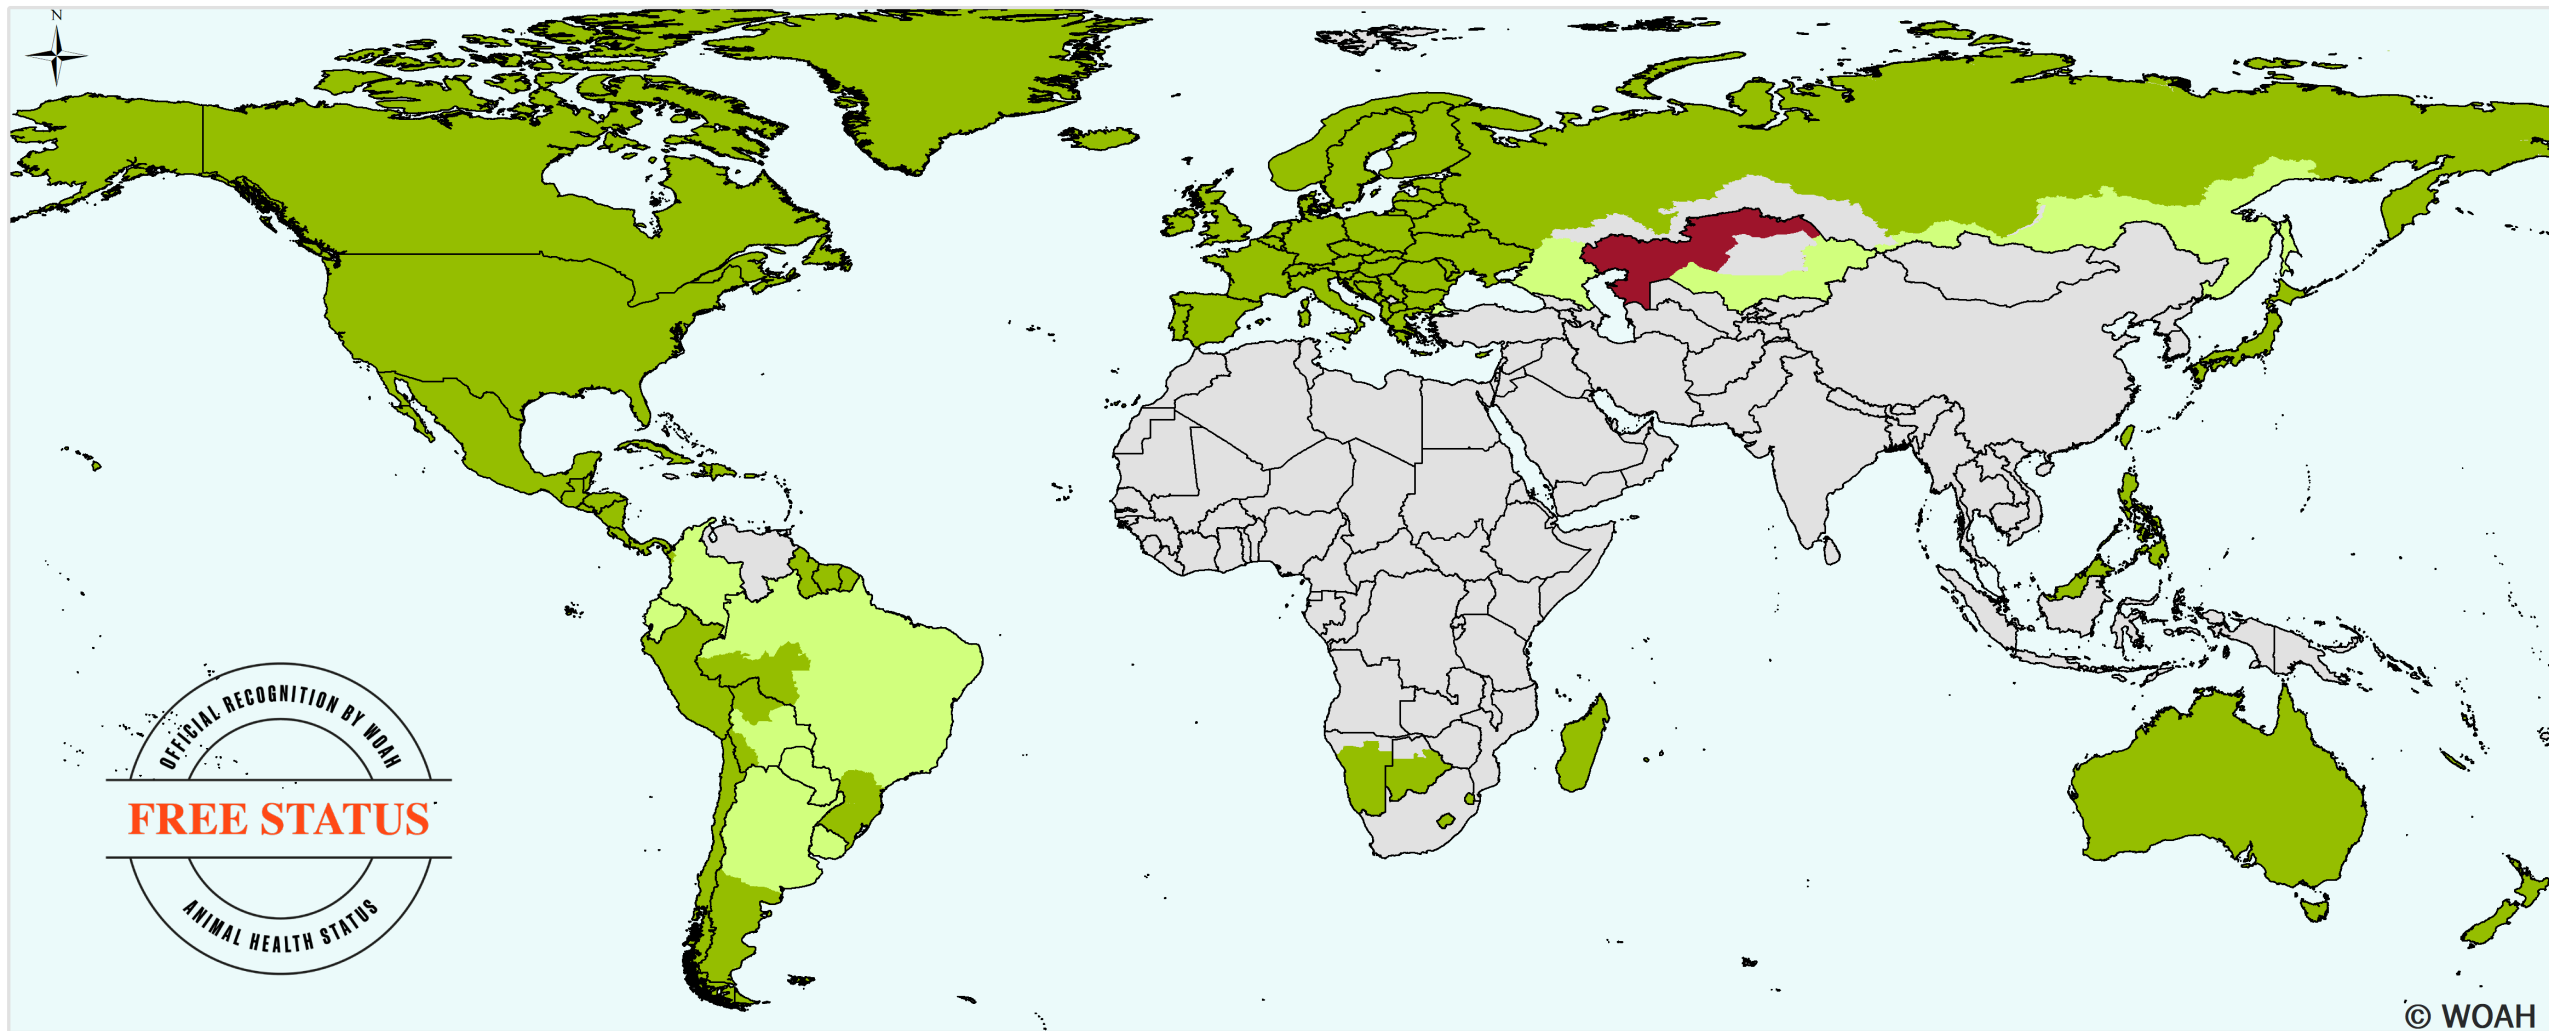 N
OFFICIAL RECOGNITION BY WOAH
FREE STATUS
ANIMAL HEALTH STATUS
© WOAH